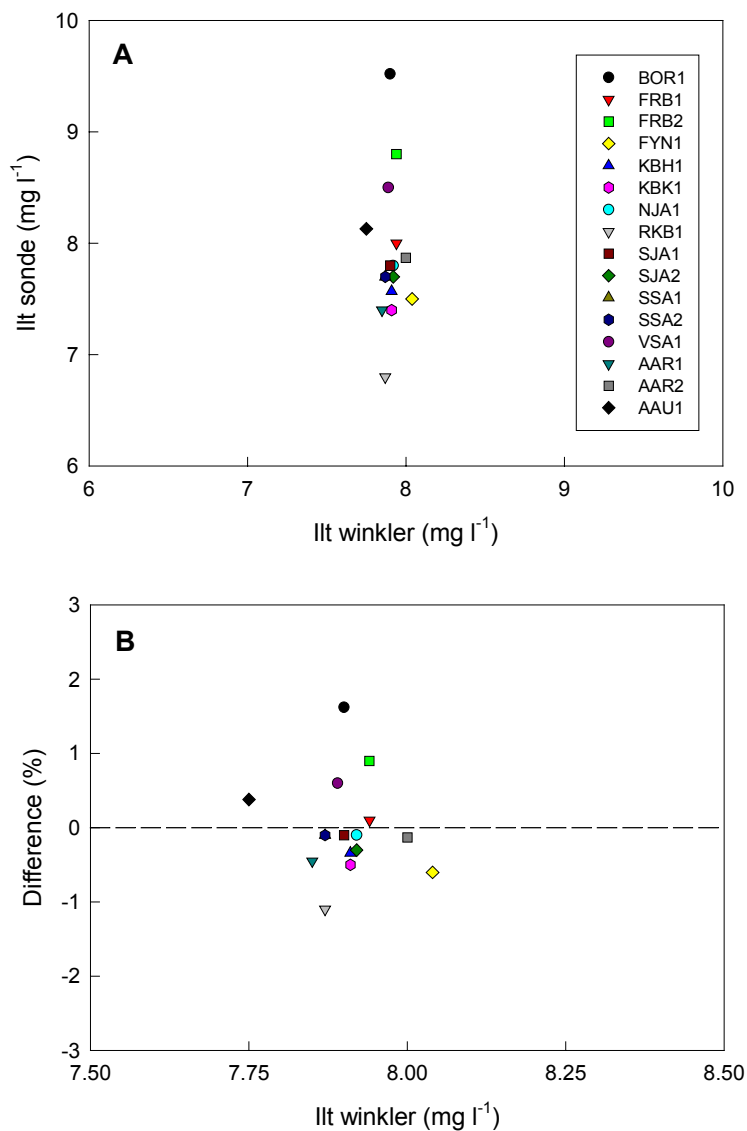 A
10
9
8
7
6
Ilt sonde (mg l⁻¹)
BOR1
FRB1
FRB2
FYN1
KBH1
KBK1
NJA1
RKB1
SJA1
SJA2
SSA1
SSA2
VSA1
AAR1
AAR2
AAU1
6 7 8 9 10
Ilt winkler (mg l⁻¹)
B
3
2
1
0
-1
-2
-3
Difference (%)
7.50 7.75 8.00 8.25 8.50
Ilt winkler (mg l⁻¹)